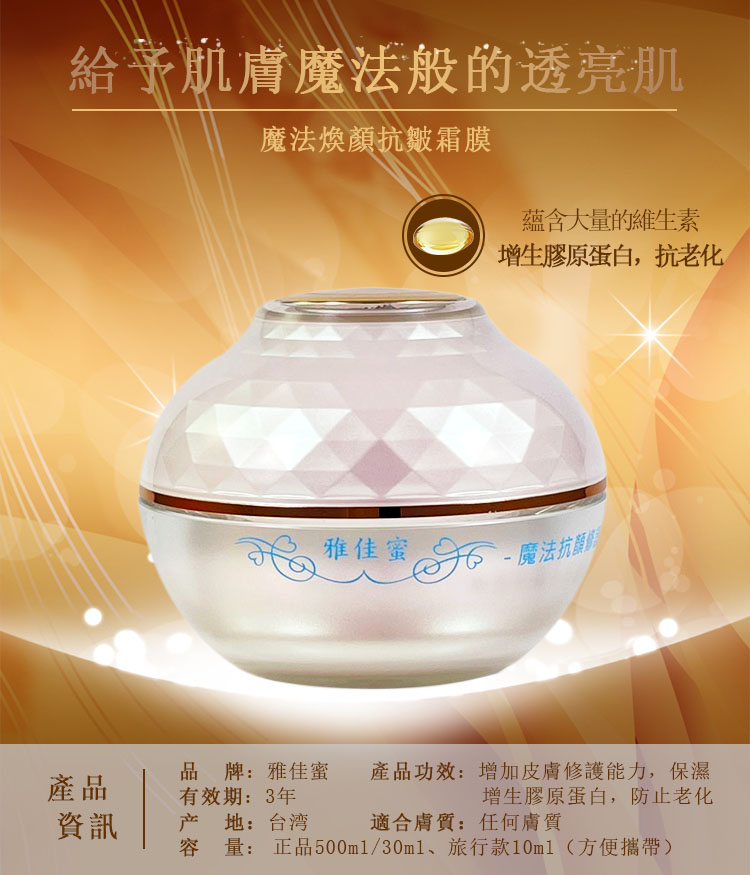 給予肌膚魔法般的透亮肌
魔法煥顏抗皺霜膜
蘊含大量的維生素
增生膠原蛋白，抗老化
雅佳蜜
-魔法抗
產品
資訊
品　牌：雅佳蜜
產品功效：增加皮膚修護能力，保濕
有效期：3年
增生膠原蛋白，防止老化
产　地：台湾
適合膚質：任何膚質
容　量：正品500ml/30ml、旅行款10ml（方便攜帶）